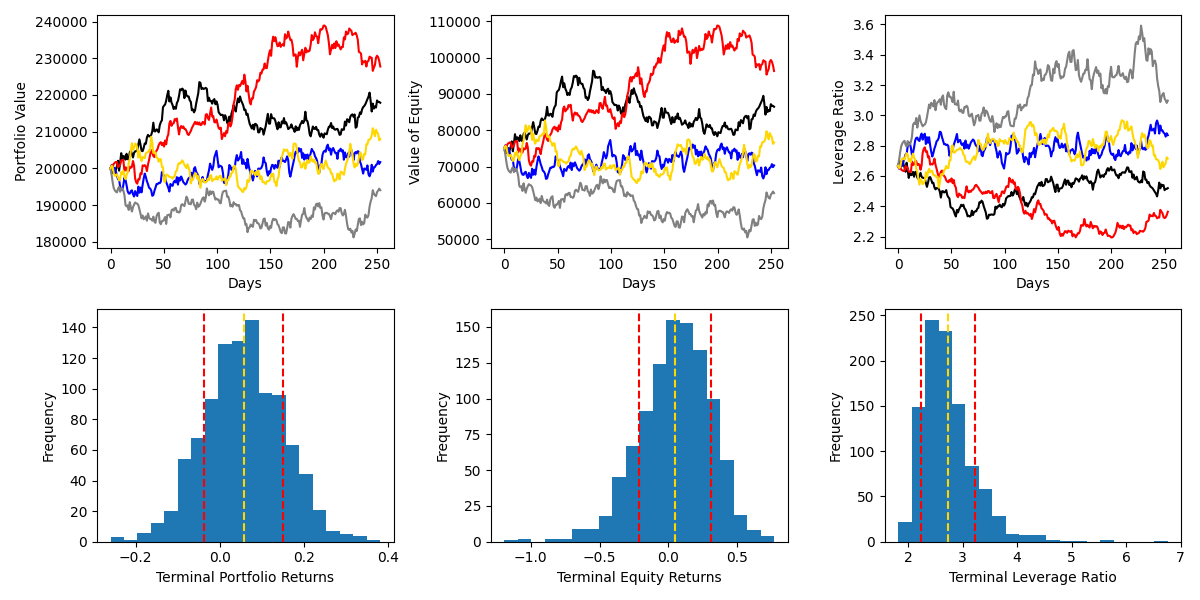 240000
230000
220000
210000
200000
190000
180000
Portfolio Value
0 50 100 150 200 250
Days
110000
100000
90000
80000
70000
60000
50000
Value of Equity
0 50 100 150 200 250
Days
3.6
3.4
3.2
3.0
2.8
2.6
2.4
2.2
Leverage Ratio
0 50 100 150 200 250
Days
140
120
100
80
60
40
20
0
Frequency
−0.2 0.0 0.2 0.4
Terminal Portfolio Returns
150
125
100
75
50
25
0
Frequency
−1.0 −0.5 0.0 0.5
Terminal Equity Returns
250
200
150
100
50
0
Frequency
2 3 4 5 6 7
Terminal Leverage Ratio